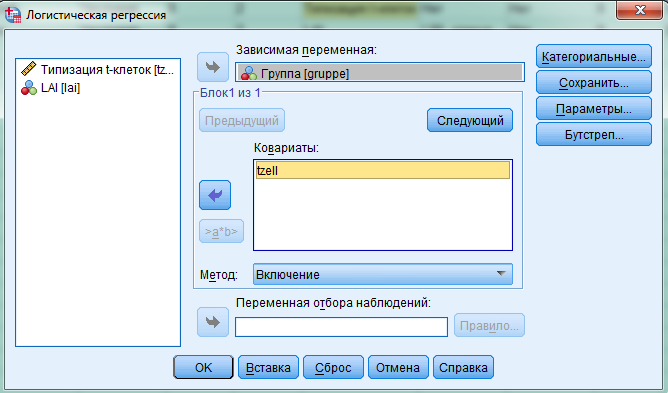 Логистическая регрессия
Типизация t-клеток [tz...
LAI [lai]
Зависимая переменная:
Группа [gruppe]
Блок1 из 1
Предыдущий
Следующий
Ковариаты:
tzell
>a*b>
Метод:
Включение
Переменная отбора наблюдений:
Правило...
Категориальные...
Сохранить...
Параметры...
Бутстреп...
OK
Вставка
Сброс
Отмена
Справка